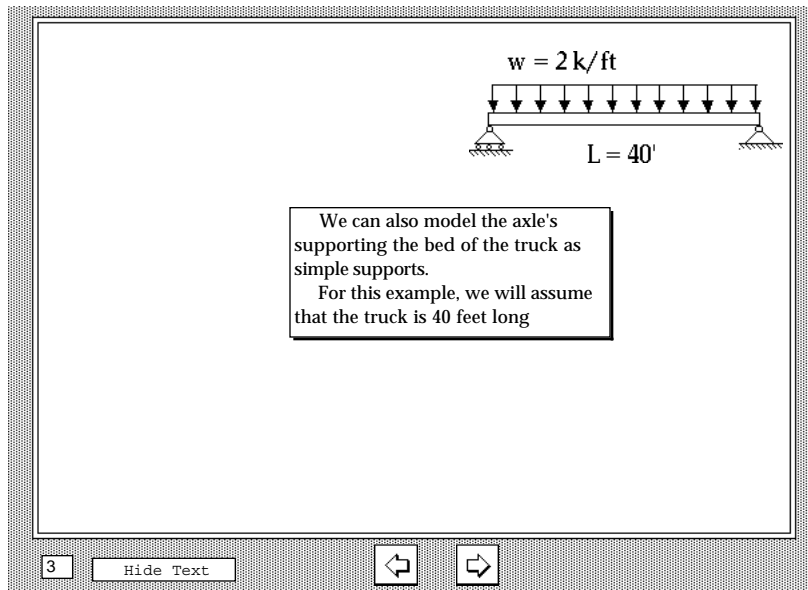 w = 2 k/ft
L = 40'
We can also model the axle's
supporting the bed of the truck as
simple supports.
For this example, we will assume
that the truck is 40 feet long
3
Hide Text